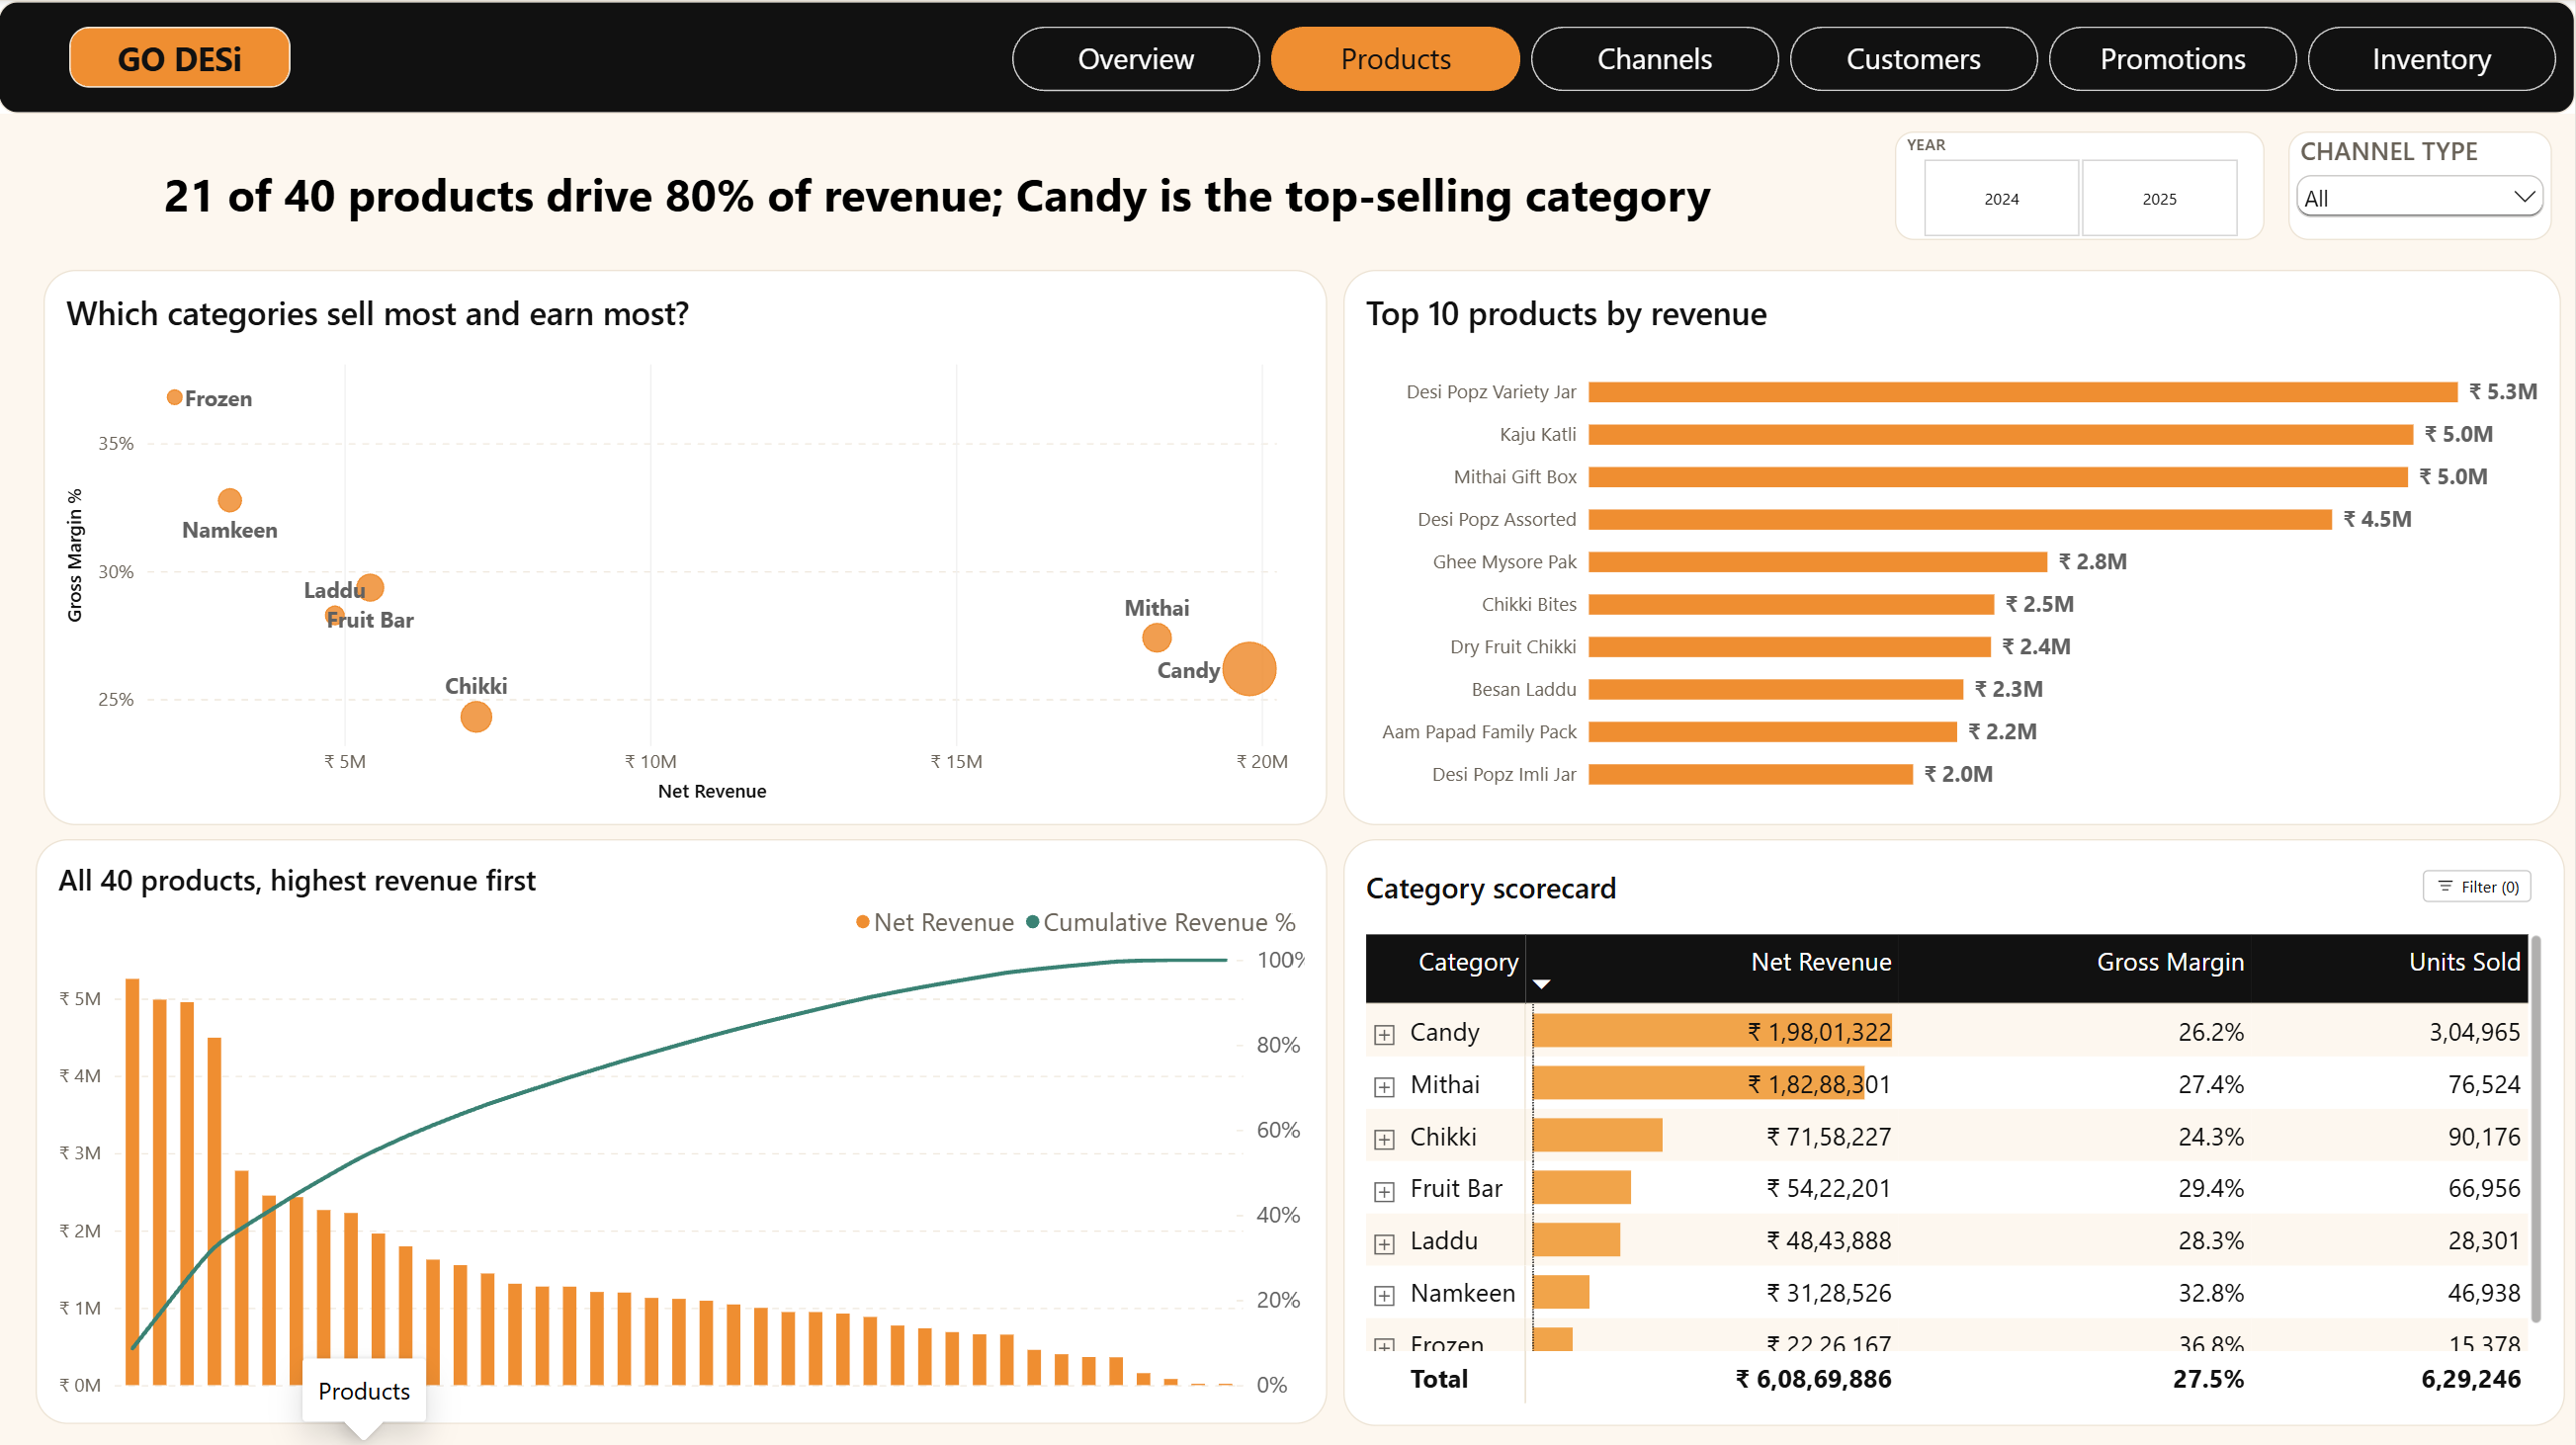 GO DESi
Overview
Products
Channels
Customers
Promotions
Inventory
21 of 40 products drive 80% of revenue; Candy is the top-selling category
YEAR
2024
2025
CHANNEL TYPE
All
Which categories sell most and earn most?
Gross Margin %
35%
30%
25%
Frozen
Namkeen
Laddu
Fruit Bar
Chikki
Mithai
Candy
₹ 5M
₹ 10M
₹ 15M
₹ 20M
Net Revenue
Top 10 products by revenue
Desi Popz Variety Jar ₹ 5.3M
Kaju Katli ₹ 5.0M
Mithai Gift Box ₹ 5.0M
Desi Popz Assorted ₹ 4.5M
Ghee Mysore Pak ₹ 2.8M
Chikki Bites ₹ 2.5M
Dry Fruit Chikki ₹ 2.4M
Besan Laddu ₹ 2.3M
Aam Papad Family Pack ₹ 2.2M
Desi Popz Imli Jar ₹ 2.0M
All 40 products, highest revenue first
Net Revenue Cumulative Revenue %
₹ 5M
₹ 4M
₹ 3M
₹ 2M
₹ 1M
₹ 0M
100%
80%
60%
40%
20%
0%
Products
Category scorecard
Filter (0)
Category Net Revenue Gross Margin Units Sold
Candy ₹ 1,98,01,322 26.2% 3,04,965
Mithai ₹ 1,82,88,301 27.4% 76,524
Chikki ₹ 71,58,227 24.3% 90,176
Fruit Bar ₹ 54,22,201 29.4% 66,956
Laddu ₹ 48,43,888 28.3% 28,301
Namkeen ₹ 31,28,526 32.8% 46,938
Frozen ₹ 22,26,167 36.8% 15,378
Total ₹ 6,08,69,886 27.5% 6,29,246